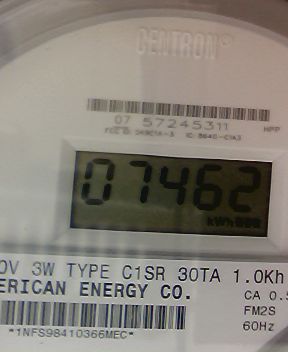 CENTRON
07 57245311
HPP
07462
kWh
0V 3W TYPE C1SR 30TA 1.0Kh
ERICAN ENERGY CO.
CA 0.5
FM2S
60Hz
*1NFS98410366MEC*